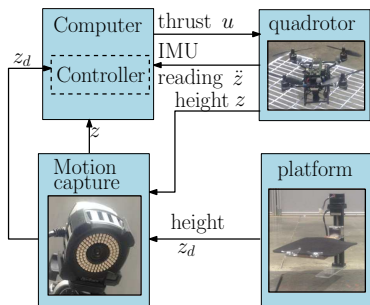 Computer
Controller
thrust u
IMU
reading z̈
height z
quadrotor
z_d
z
Motion
capture
height
z_d
platform